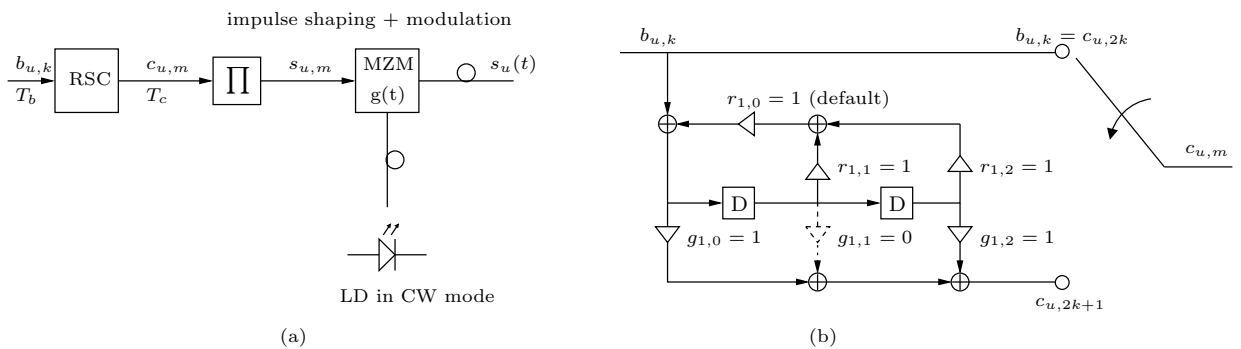 impulse shaping + modulation
b_{u,k}
T_b
RSC
c_{u,m}
T_c
∏
s_{u,m}
MZM
g(t)
s_u(t)
LD in CW mode
(a)
b_{u,k}
b_{u,k} = c_{u,2k}
r_{1,0} = 1 (default)
r_{1,1} = 1
r_{1,2} = 1
c_{u,m}
D
D
g_{1,0} = 1
g_{1,1} = 0
g_{1,2} = 1
c_{u,2k+1}
(b)